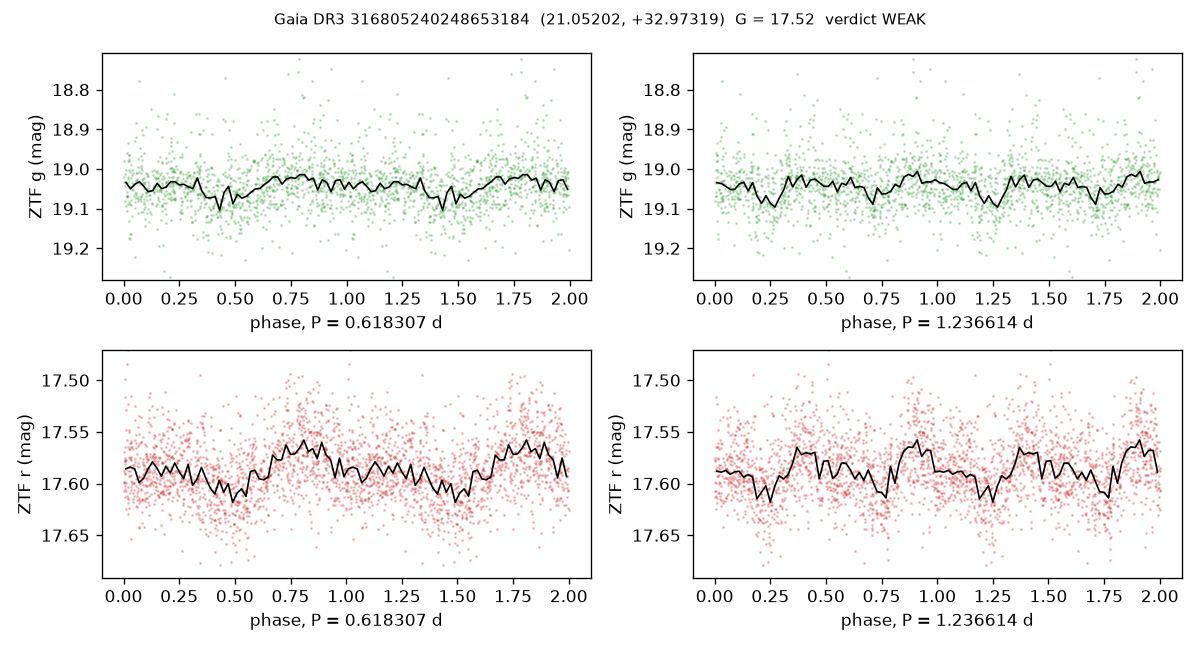 Gaia DR3 316805240248653184 (21.05202, +32.97319) G = 17.52 verdict WEAK
ZTF g (mag)
18.8
18.9
19.0
19.1
19.2
0.00 0.25 0.50 0.75 1.00 1.25 1.50 1.75 2.00
phase, P = 0.618307 d
ZTF g (mag)
18.8
18.9
19.0
19.1
19.2
0.00 0.25 0.50 0.75 1.00 1.25 1.50 1.75 2.00
phase, P = 1.236614 d
ZTF r (mag)
17.50
17.55
17.60
17.65
0.00 0.25 0.50 0.75 1.00 1.25 1.50 1.75 2.00
phase, P = 0.618307 d
ZTF r (mag)
17.50
17.55
17.60
17.65
0.00 0.25 0.50 0.75 1.00 1.25 1.50 1.75 2.00
phase, P = 1.236614 d